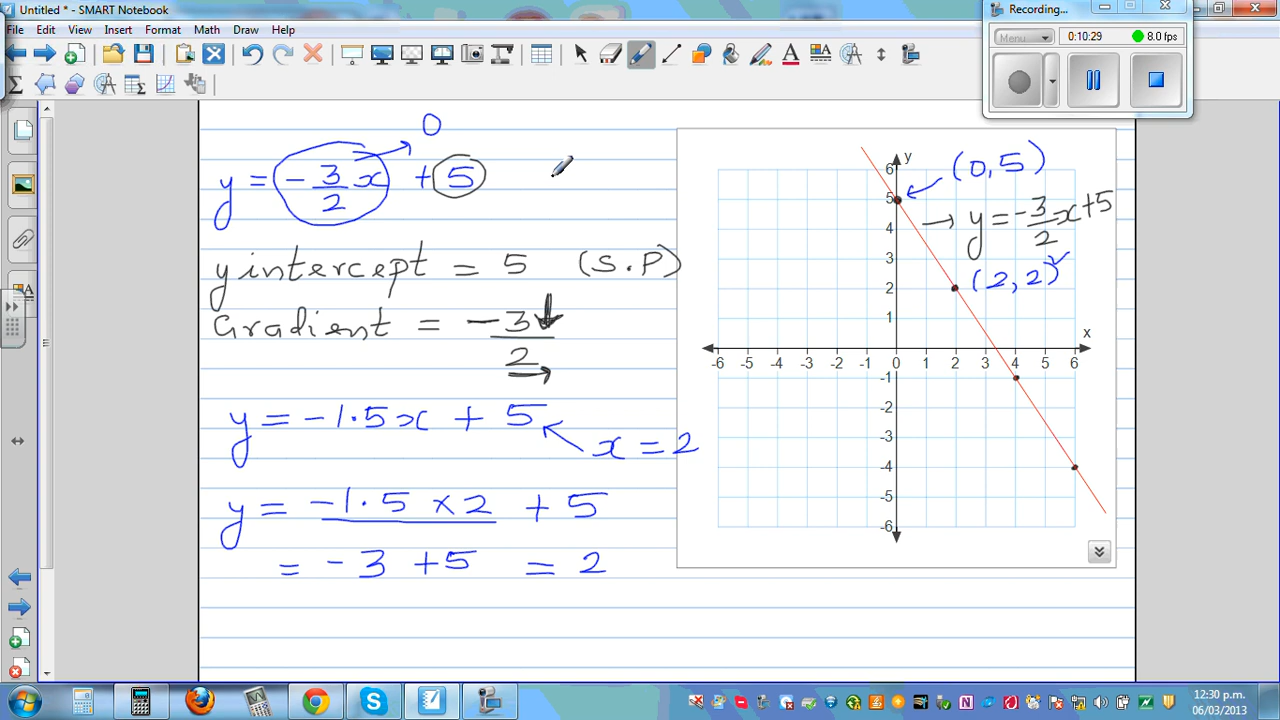 Untitled * - SMART Notebook
Recording...
File Edit View Insert Format Math Draw Help
Menu 0:10:29 8.0 fps
0
y = -3/2 x + 5
y intercept = 5 (S.P)
Gradient = -3/2
y = -1.5x + 5
x = 2
y = -1.5 x 2 + 5
= -3 + 5 = 2
y
(0,5)
y = -3/2 x + 5
(2,2)
x
6
5
4
3
2
1
-6 -5 -4 -3 -2 -1 0 1 2 3 4 5 6
-1
-2
-3
-4
-5
-6
12:30 p.m.
06/03/2013